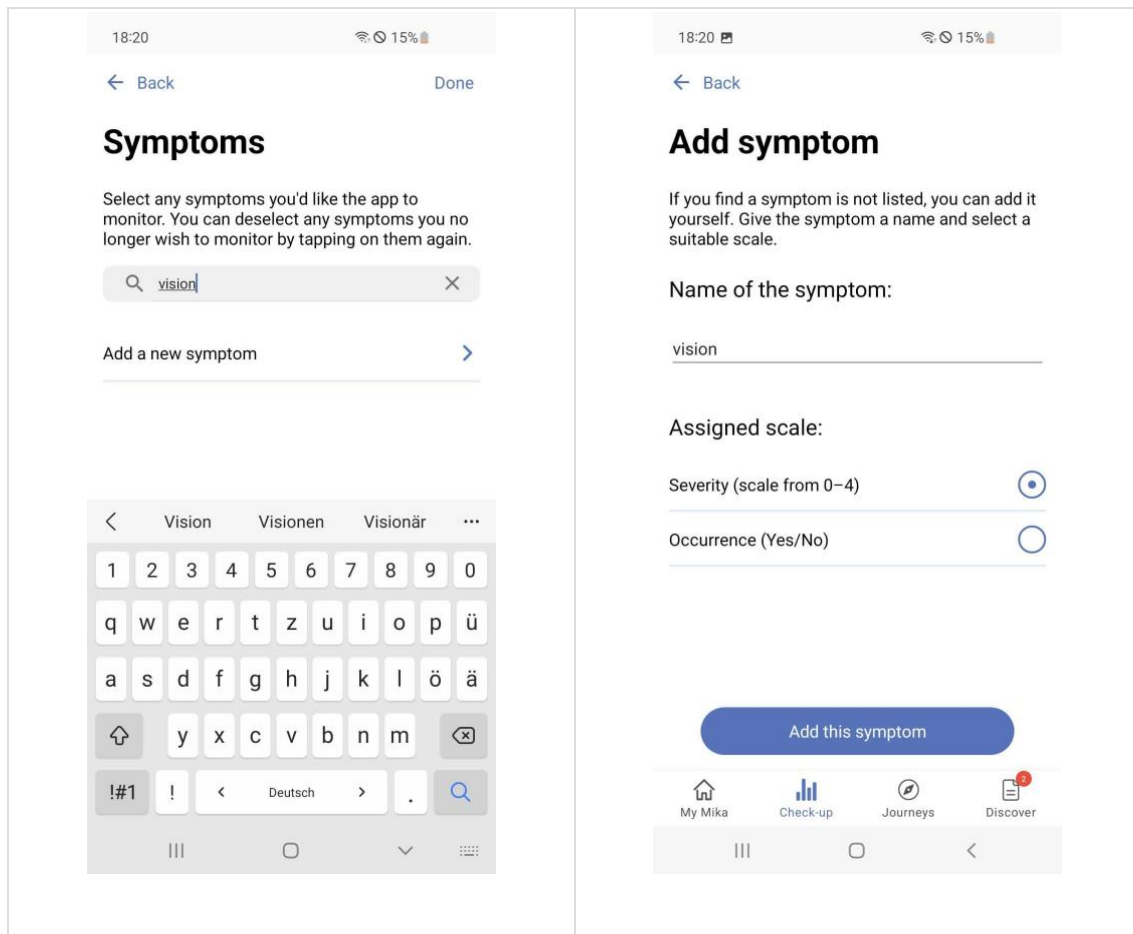 18:20
15%
Back
Done
Symptoms
Select any symptoms you'd like the app to
monitor. You can deselect any symptoms you no
longer wish to monitor by tapping on them again.
vision
Add a new symptom
Vision Visionen Visionär ...
1 2 3 4 5 6 7 8 9 0
q w e r t z u i o p ü
a s d f g h j k l ö ä
y x c v b n m
!#1 ! < Deutsch > .
18:20
15%
Back
Add symptom
If you find a symptom is not listed, you can add it
yourself. Give the symptom a name and select a
suitable scale.
Name of the symptom:
vision
Assigned scale:
Severity (scale from 0–4)
Occurrence (Yes/No)
Add this symptom
2
My Mika Check-up Journeys Discover